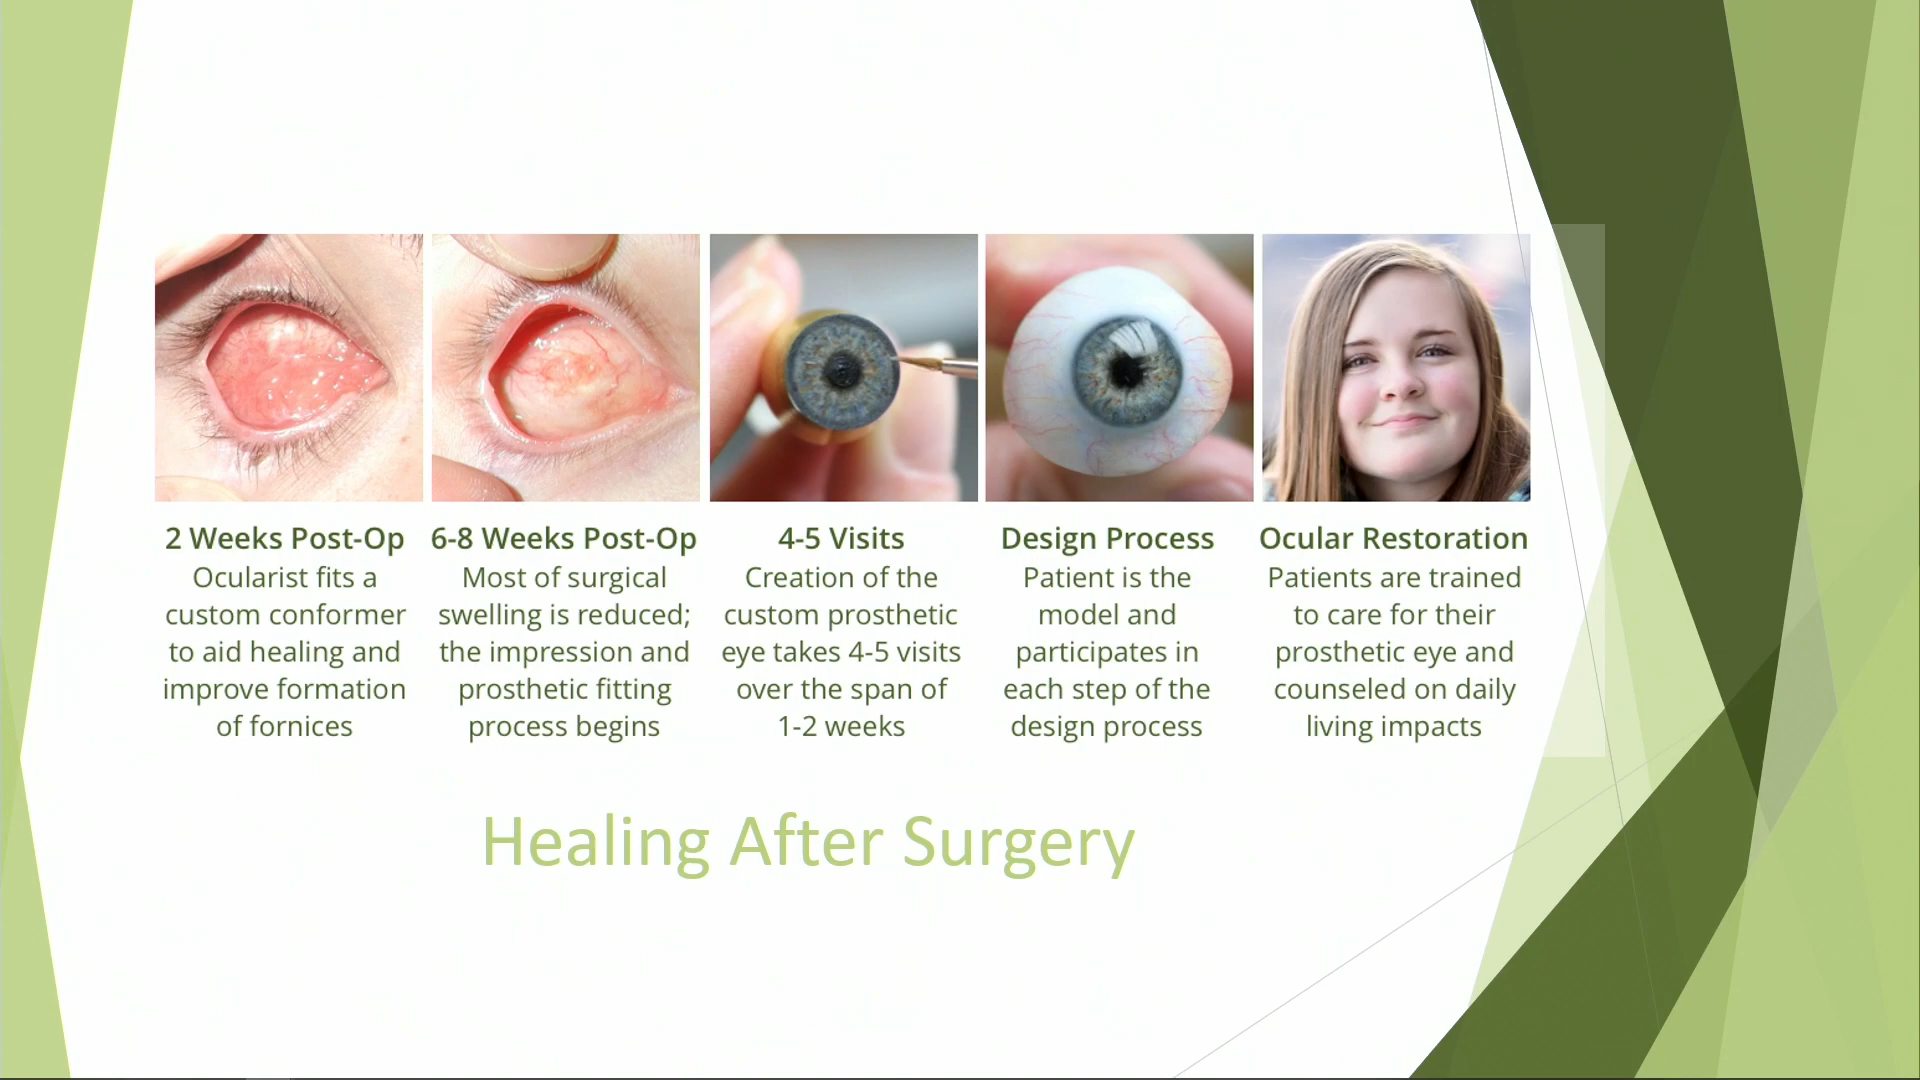 2 Weeks Post-Op
Ocularist fits a
custom conformer
to aid healing and
improve formation
of fornices
6-8 Weeks Post-Op
Most of surgical
swelling is reduced;
the impression and
prosthetic fitting
process begins
4-5 Visits
Creation of the
custom prosthetic
eye takes 4-5 visits
over the span of
1-2 weeks
Design Process
Patient is the
model and
participates in
each step of the
design process
Ocular Restoration
Patients are trained
to care for their
prosthetic eye and
counseled on daily
living impacts
Healing After Surgery